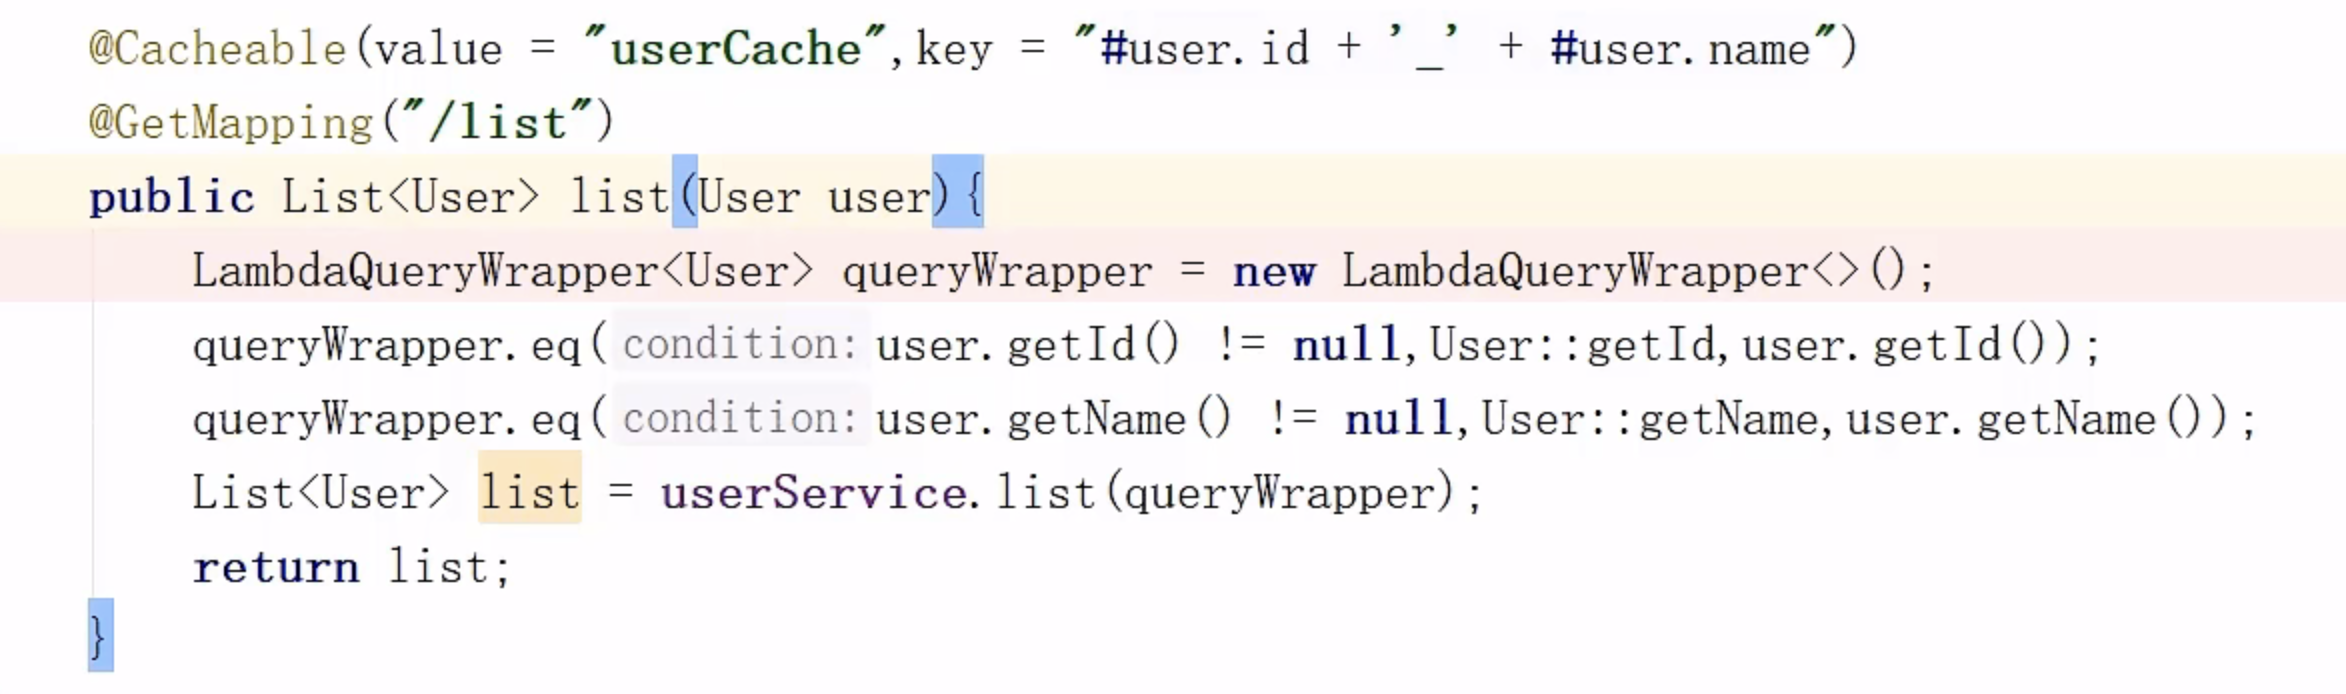 @Cacheable(value = "userCache",key = "#user.id + '_' + #user.name")
@GetMapping("/list")
public List<User> list(User user){
LambdaQueryWrapper<User> queryWrapper = new LambdaQueryWrapper<>();
queryWrapper.eq( condition: user.getId() != null,User::getId,user.getId());
queryWrapper.eq( condition: user.getName() != null,User::getName,user.getName());
List<User> list = userService.list(queryWrapper);
return list;
}